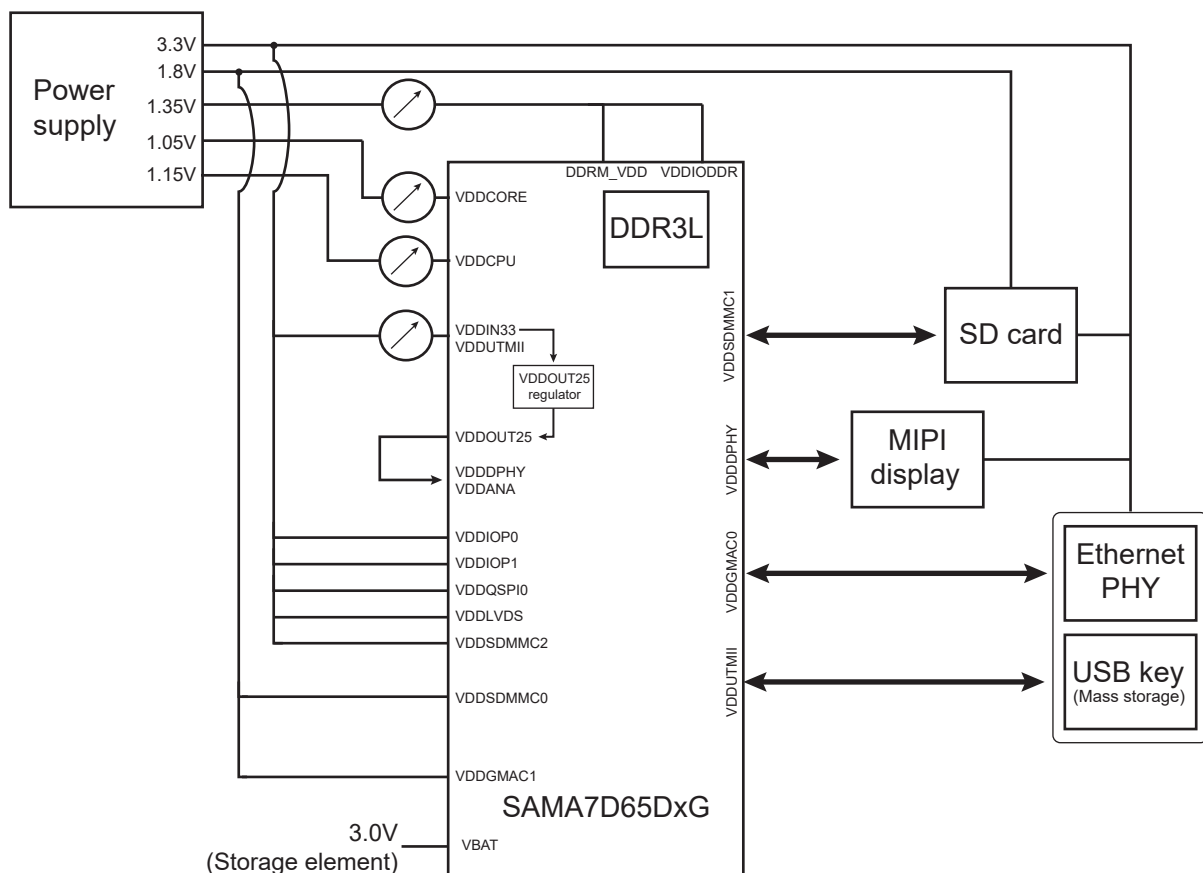 Power
supply
3.3V
1.8V
1.35V
1.05V
1.15V
DDRM_VDD
VDDIODDR
DDR3L
VDDCORE
VDDCPU
VDDIN33
VDDUTMII
VDDOUT25
regulator
VDDOUT25
VDDDPHY
VDDANA
VDDIOP0
VDDIOP1
VDDQSPI0
VDDLVDS
VDDSDMMC2
VDDSDMMC0
VDDGMAC1
SAMA7D65DxG
3.0V
(Storage element)
VBAT
VDDSDMMC1
VDDDPHY
VDDGMAC0
VDDUTMII
SD card
MIPI
display
Ethernet
PHY
USB key
(Mass storage)